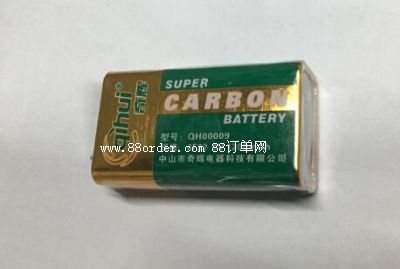 qihui 奇辉
SUPER
CARBON
BATTERY
型号: QH00009
www.88order.com 88订单网
中山市奇辉电器科技有限公司